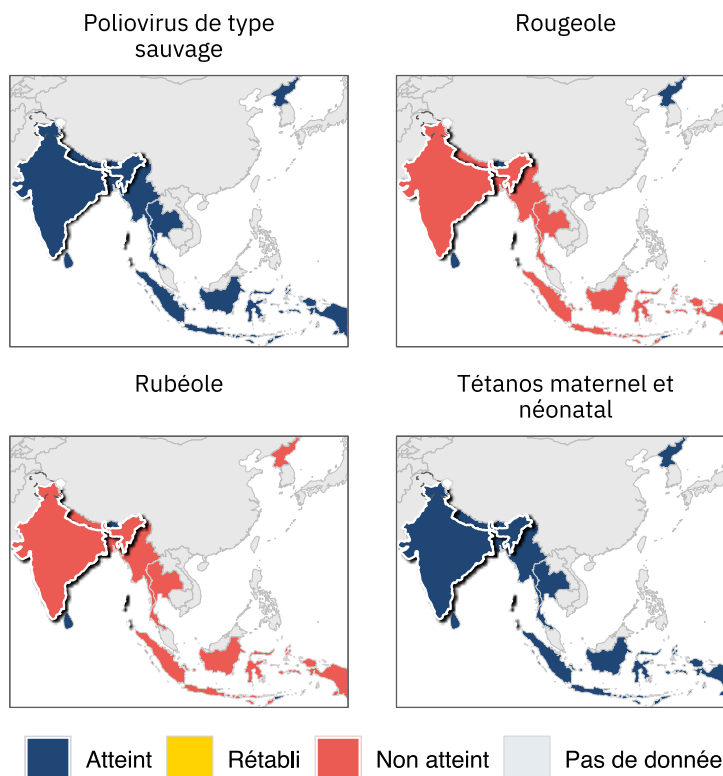 Poliovirus de type
sauvage
Rougeole
Rubéole
Tétanos maternel et
néonatal
Atteint
Rétabli
Non atteint
Pas de donnée